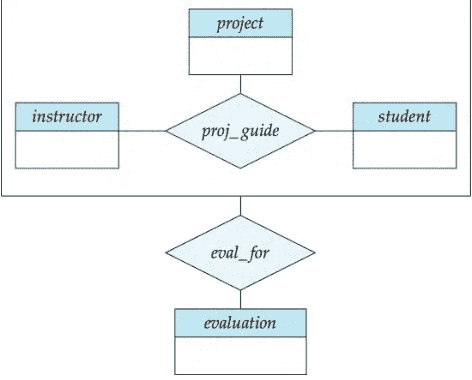 project
instructor
proj_guide
student
eval_for
evaluation